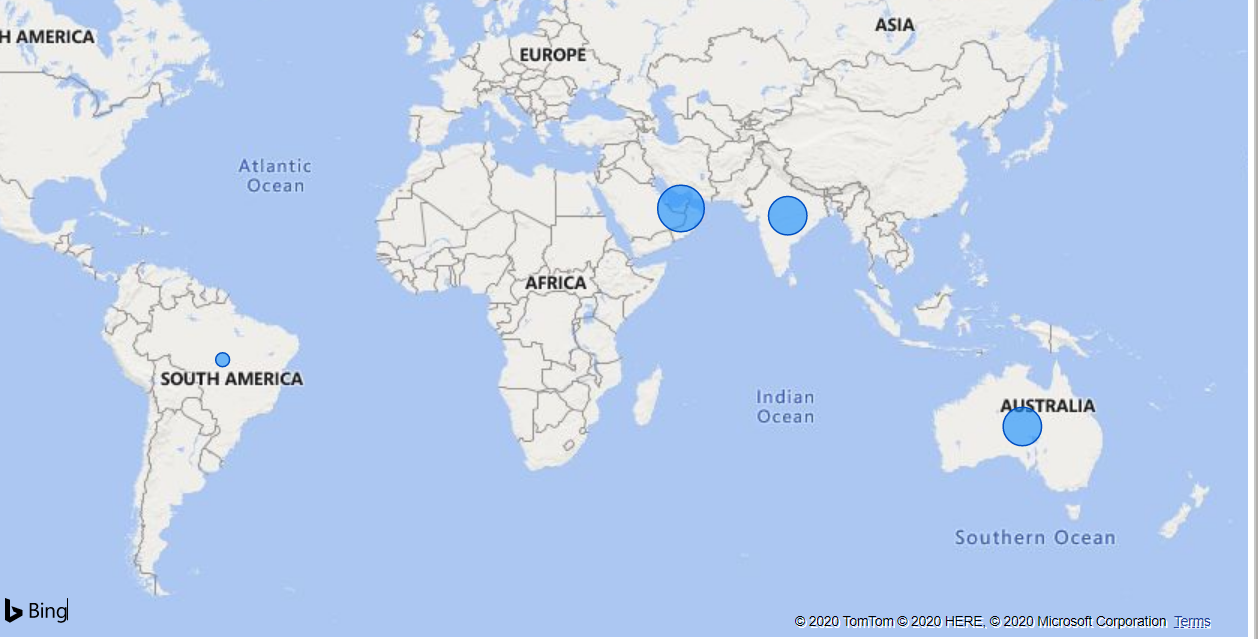 H AMERICA
ASIA
EUROPE
Atlantic
Ocean
AFRICA
SOUTH AMERICA
Indian
Ocean
AUSTRALIA
Southern Ocean
Bing
© 2020 TomTom © 2020 HERE, © 2020 Microsoft Corporation Terms